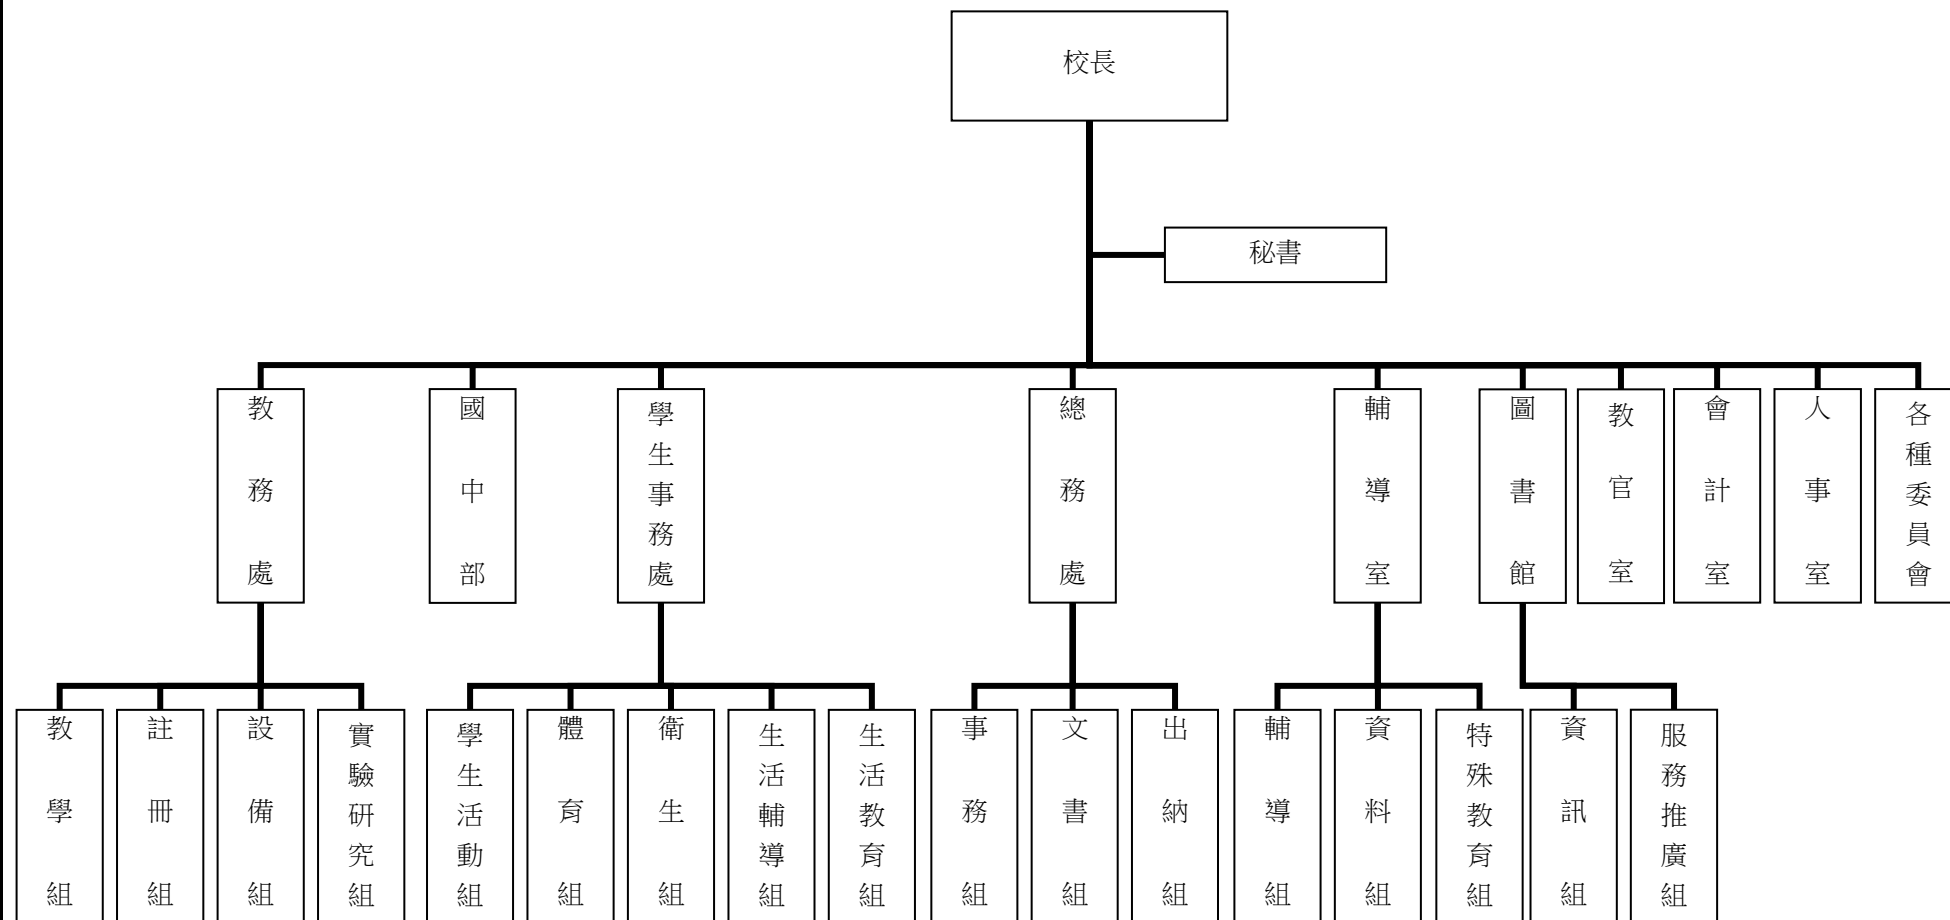 校長
秘書
教務處
國中部
學生事務處
總務處
輔導室
圖書館
教官室
會計室
人事室
各種委員會
教學組
註冊組
設備組
實驗研究組
學生活動組
體育組
衛生組
生活輔導組
生活教育組
事務組
文書組
出納組
輔導組
資料組
特殊教育組
資訊組
服務推廣組